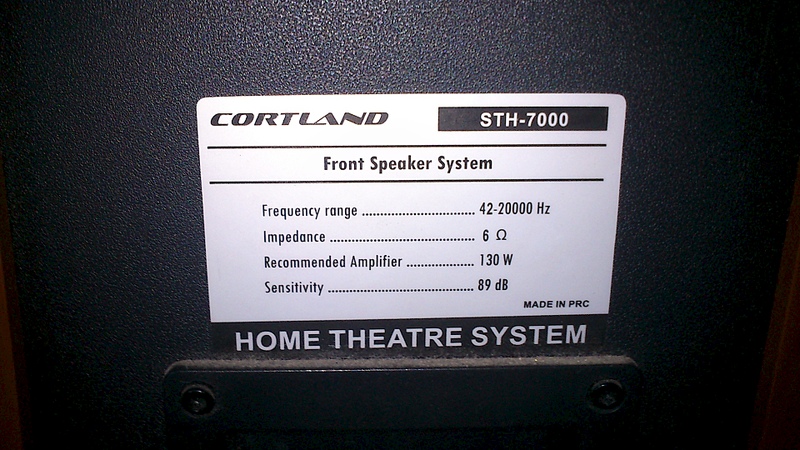 CORTLAND STH-7000
Front Speaker System
Frequency range ................................ 42-20000 Hz
Impedance ......................................... 6 Ω
Recommended Amplifier ................... 130 W
Sensitivity ......................................... 89 dB
MADE IN PRC
HOME THEATRE SYSTEM